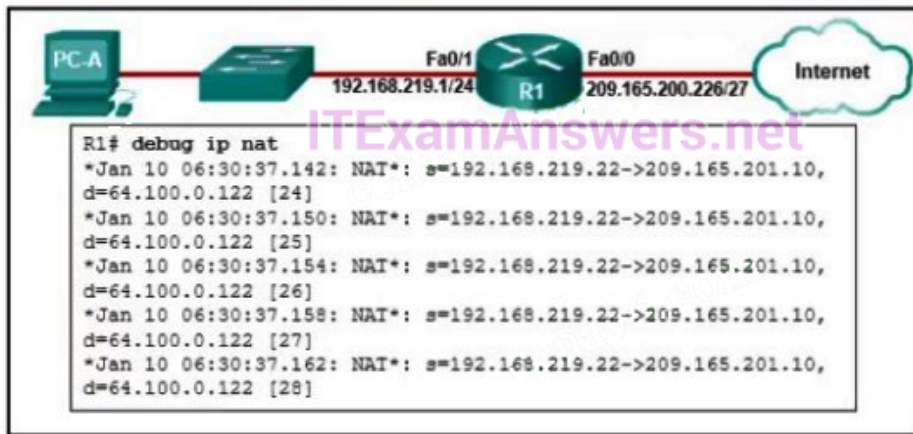 PC-A
Fa0/1
192.168.219.1/24
R1
Fa0/0
209.165.200.226/27
Internet
ITExamAnswers.net
R1# debug ip nat
*Jan 10 06:30:37.142: NAT*: s=192.168.219.22->209.165.201.10,
d=64.100.0.122 [24]
*Jan 10 06:30:37.150: NAT*: s=192.168.219.22->209.165.201.10,
d=64.100.0.122 [25]
*Jan 10 06:30:37.154: NAT*: s=192.168.219.22->209.165.201.10,
d=64.100.0.122 [26]
*Jan 10 06:30:37.158: NAT*: s=192.168.219.22->209.165.201.10,
d=64.100.0.122 [27]
*Jan 10 06:30:37.162: NAT*: s=192.168.219.22->209.165.201.10,
d=64.100.0.122 [28]